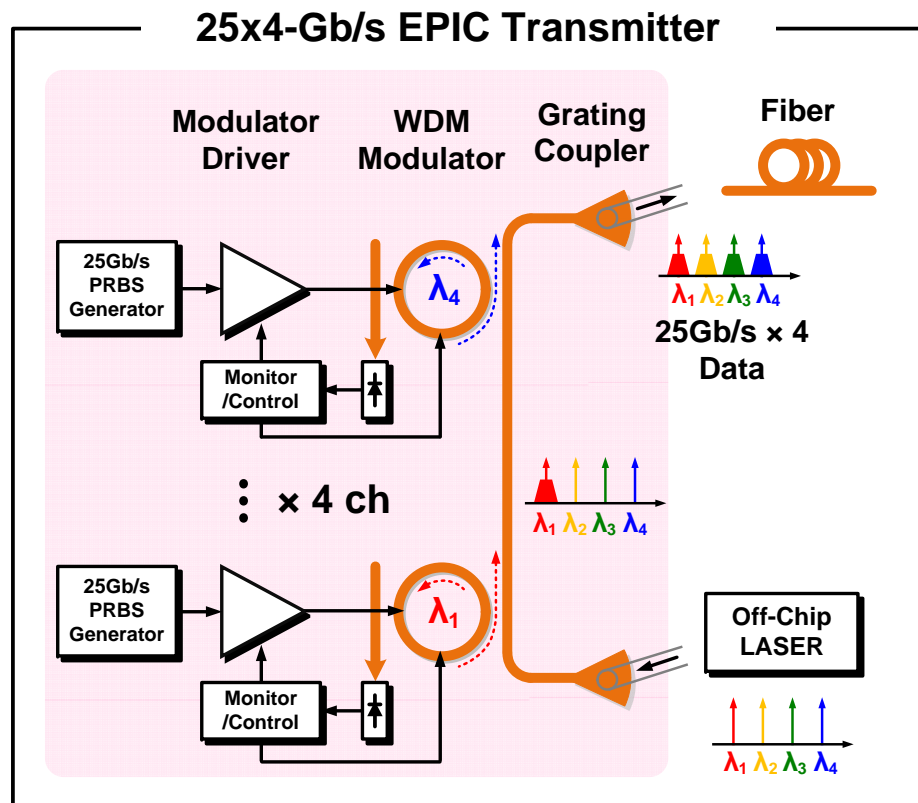 25x4-Gb/s EPIC Transmitter
Modulator
Driver
WDM
Modulator
Grating
Coupler
Fiber
25Gb/s
PRBS
Generator
λ4
λ1 λ2 λ3 λ4
25Gb/s × 4
Data
Monitor
/Control
× 4 ch
λ1 λ2 λ3 λ4
25Gb/s
PRBS
Generator
λ1
Off-Chip
LASER
Monitor
/Control
λ1 λ2 λ3 λ4